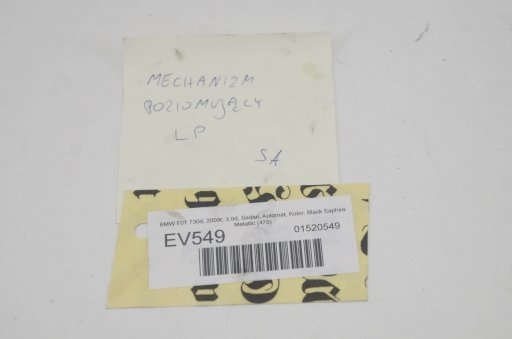 MECHANIZM
POZIOMUJĄCY
LP
SA
BMW F01 730d, 2009r, 3.0d, Sedan, Automat, Kolor: Black Saphire
Metallic (475)
EV549
01520549